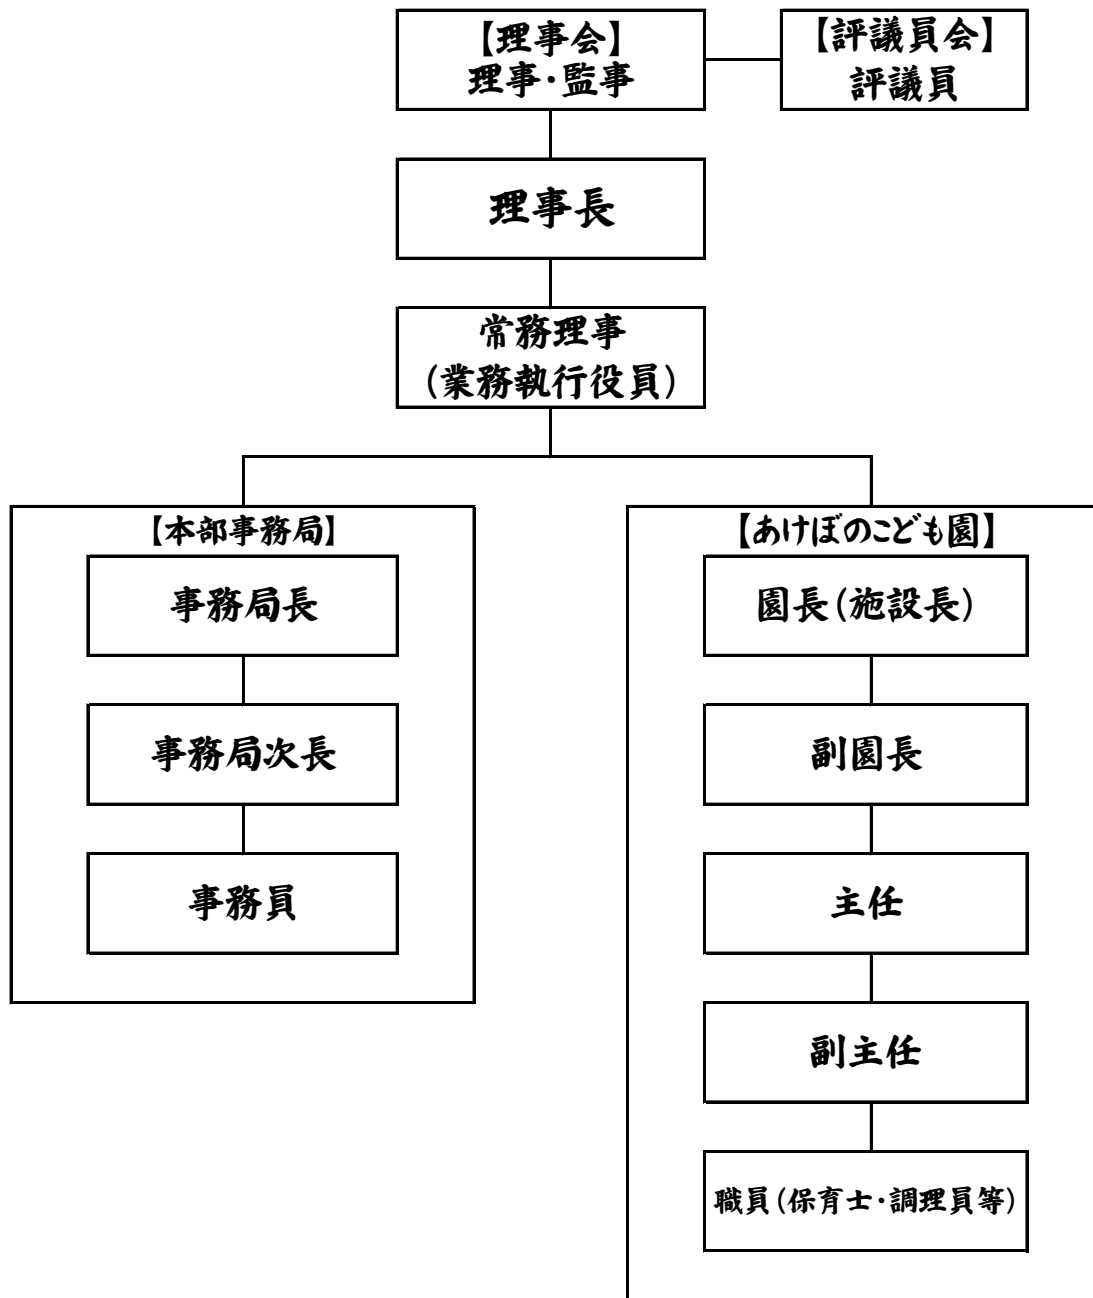 【理事会】
理事・監事
【評議員会】
評議員
理事長
常務理事
(業務執行役員)
【本部事務局】
事務局長
事務局次長
事務員
【あけぼのこども園】
園長(施設長)
副園長
主任
副主任
職員(保育士・調理員等)